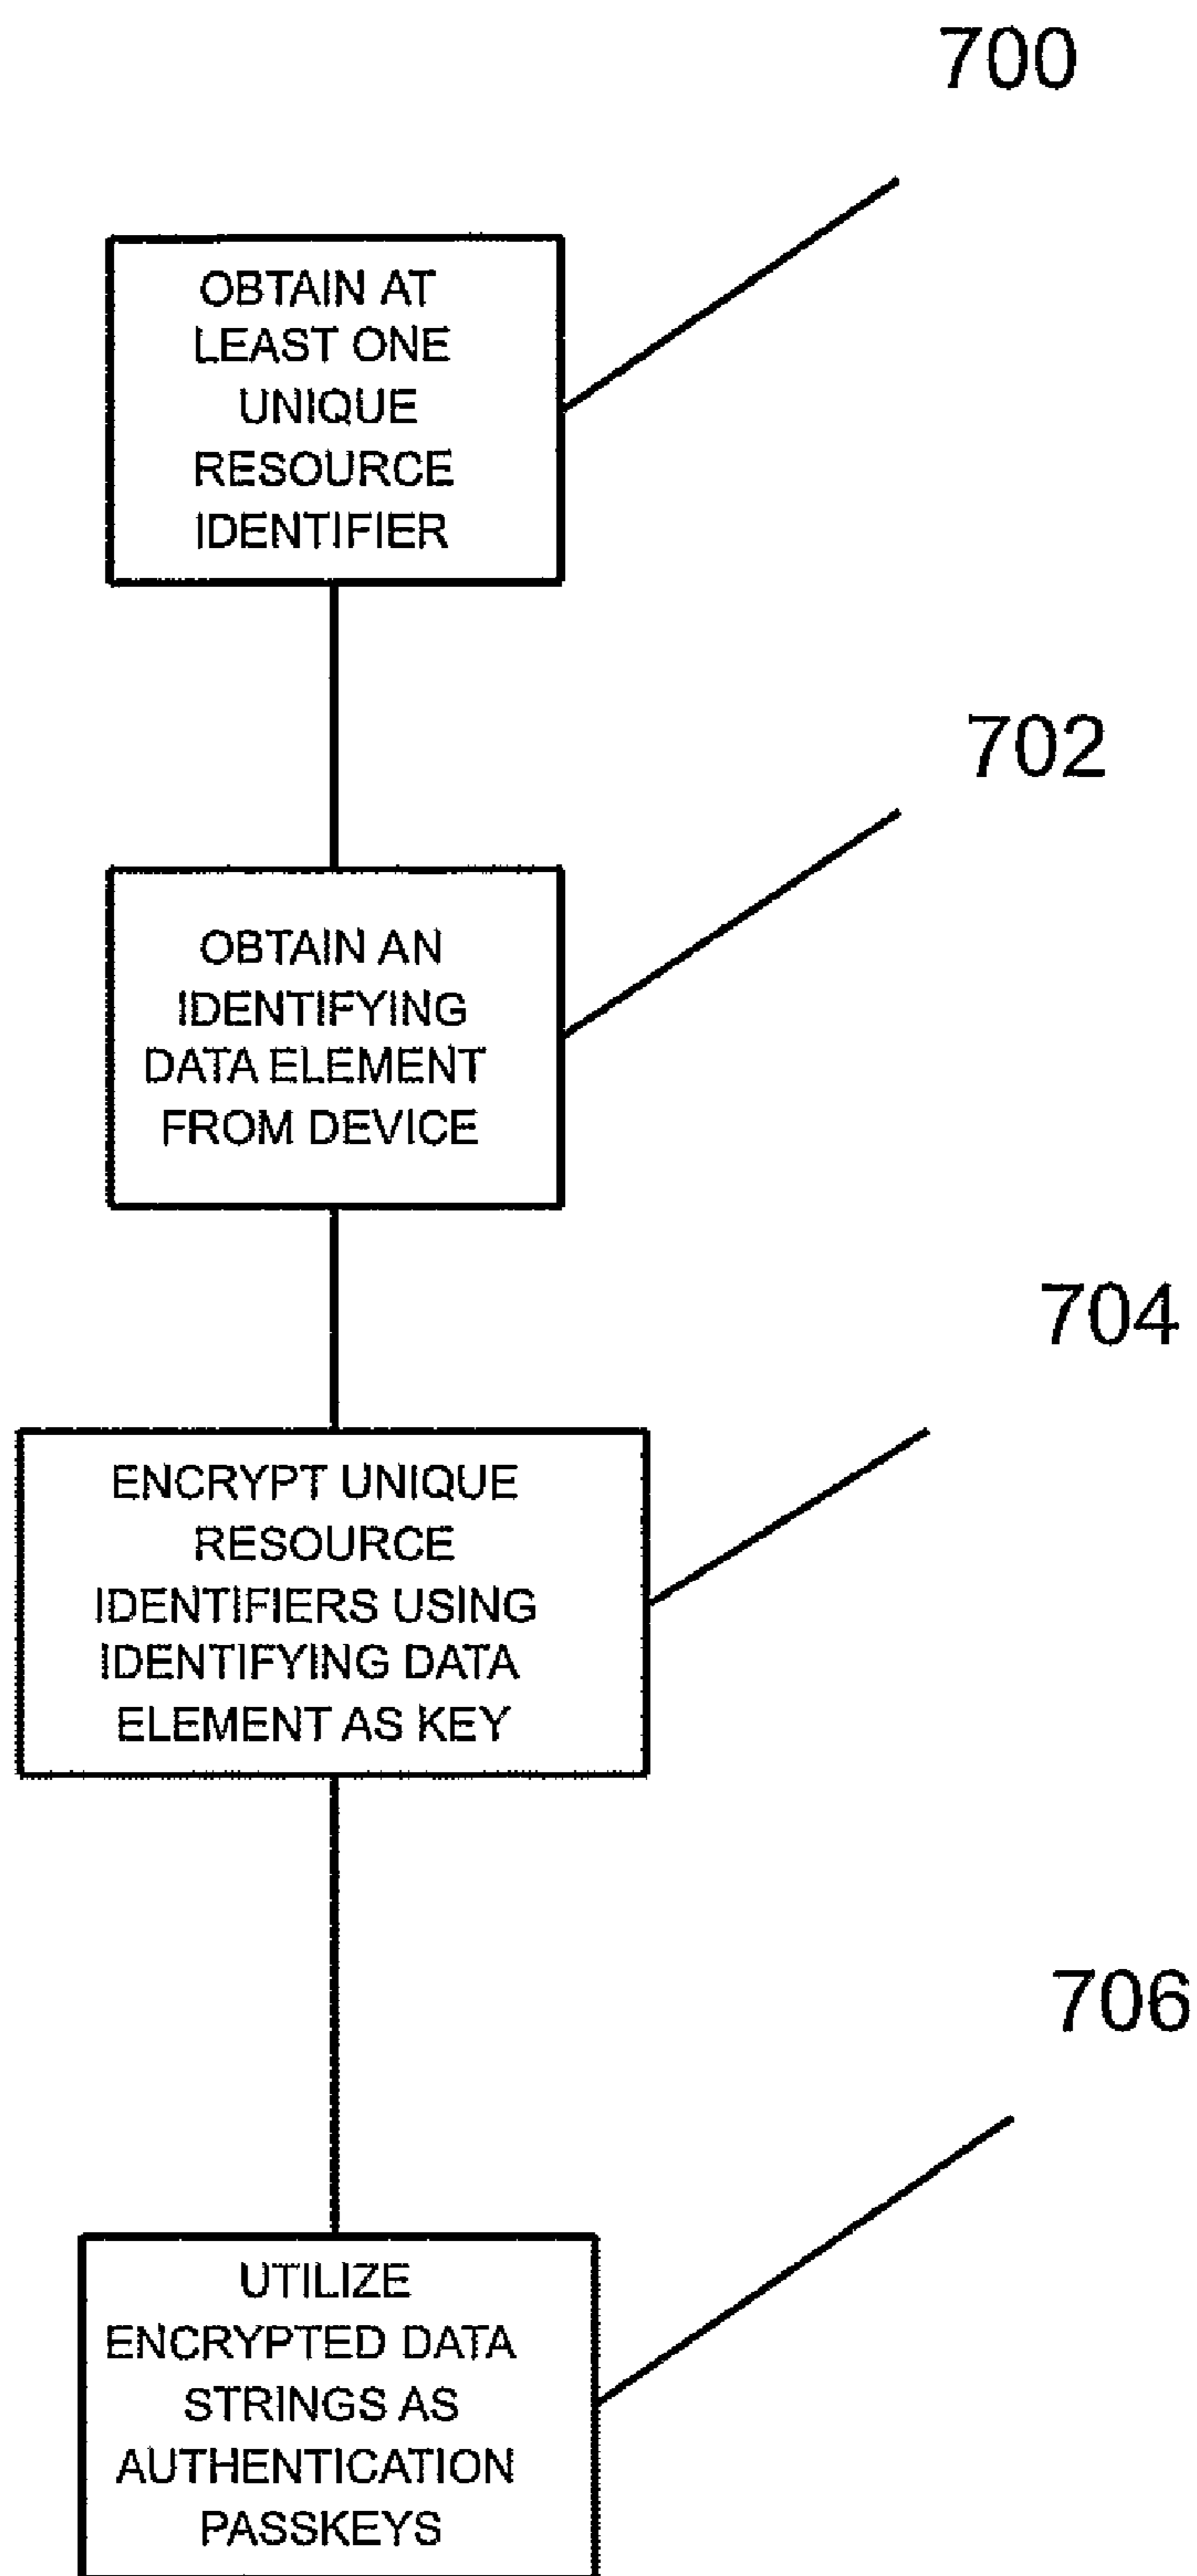 700
OBTAIN AT
LEAST ONE
UNIQUE
RESOURCE
IDENTIFIER
702
OBTAIN AN
IDENTIFYING
DATA ELEMENT
FROM DEVICE
704
ENCRYPT UNIQUE
RESOURCE
IDENTIFIERS USING
IDENTIFYING DATA
ELEMENT AS KEY
706
UTILIZE
ENCRYPTED DATA
STRINGS AS
AUTHENTICATION
PASSKEYS